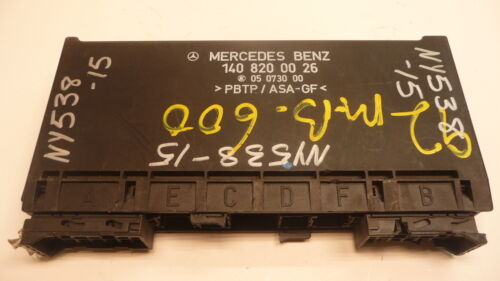 MERCEDES BENZ
140 820 00 26
05 0730 00
>PBTP/ASA-GF<
NY538
-15
NY538
-15
92 M.B. 600
NY538-15
A E C D F B